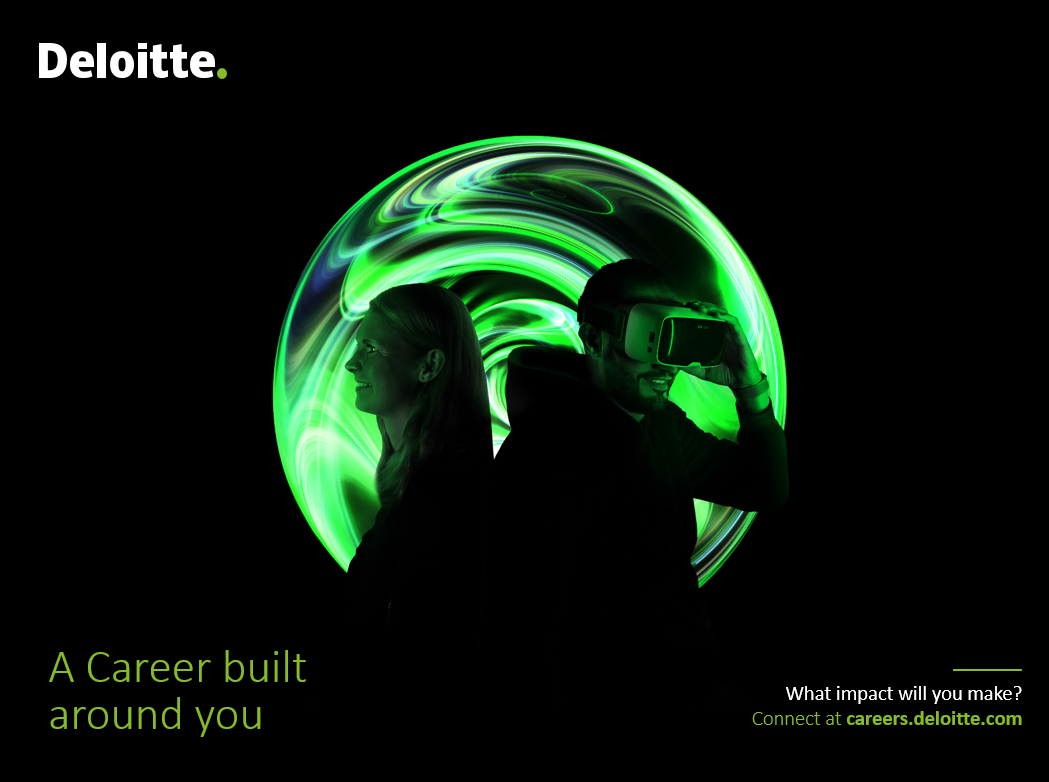 Deloitte.
A Career built
around you
What impact will you make?
Connect at careers.deloitte.com